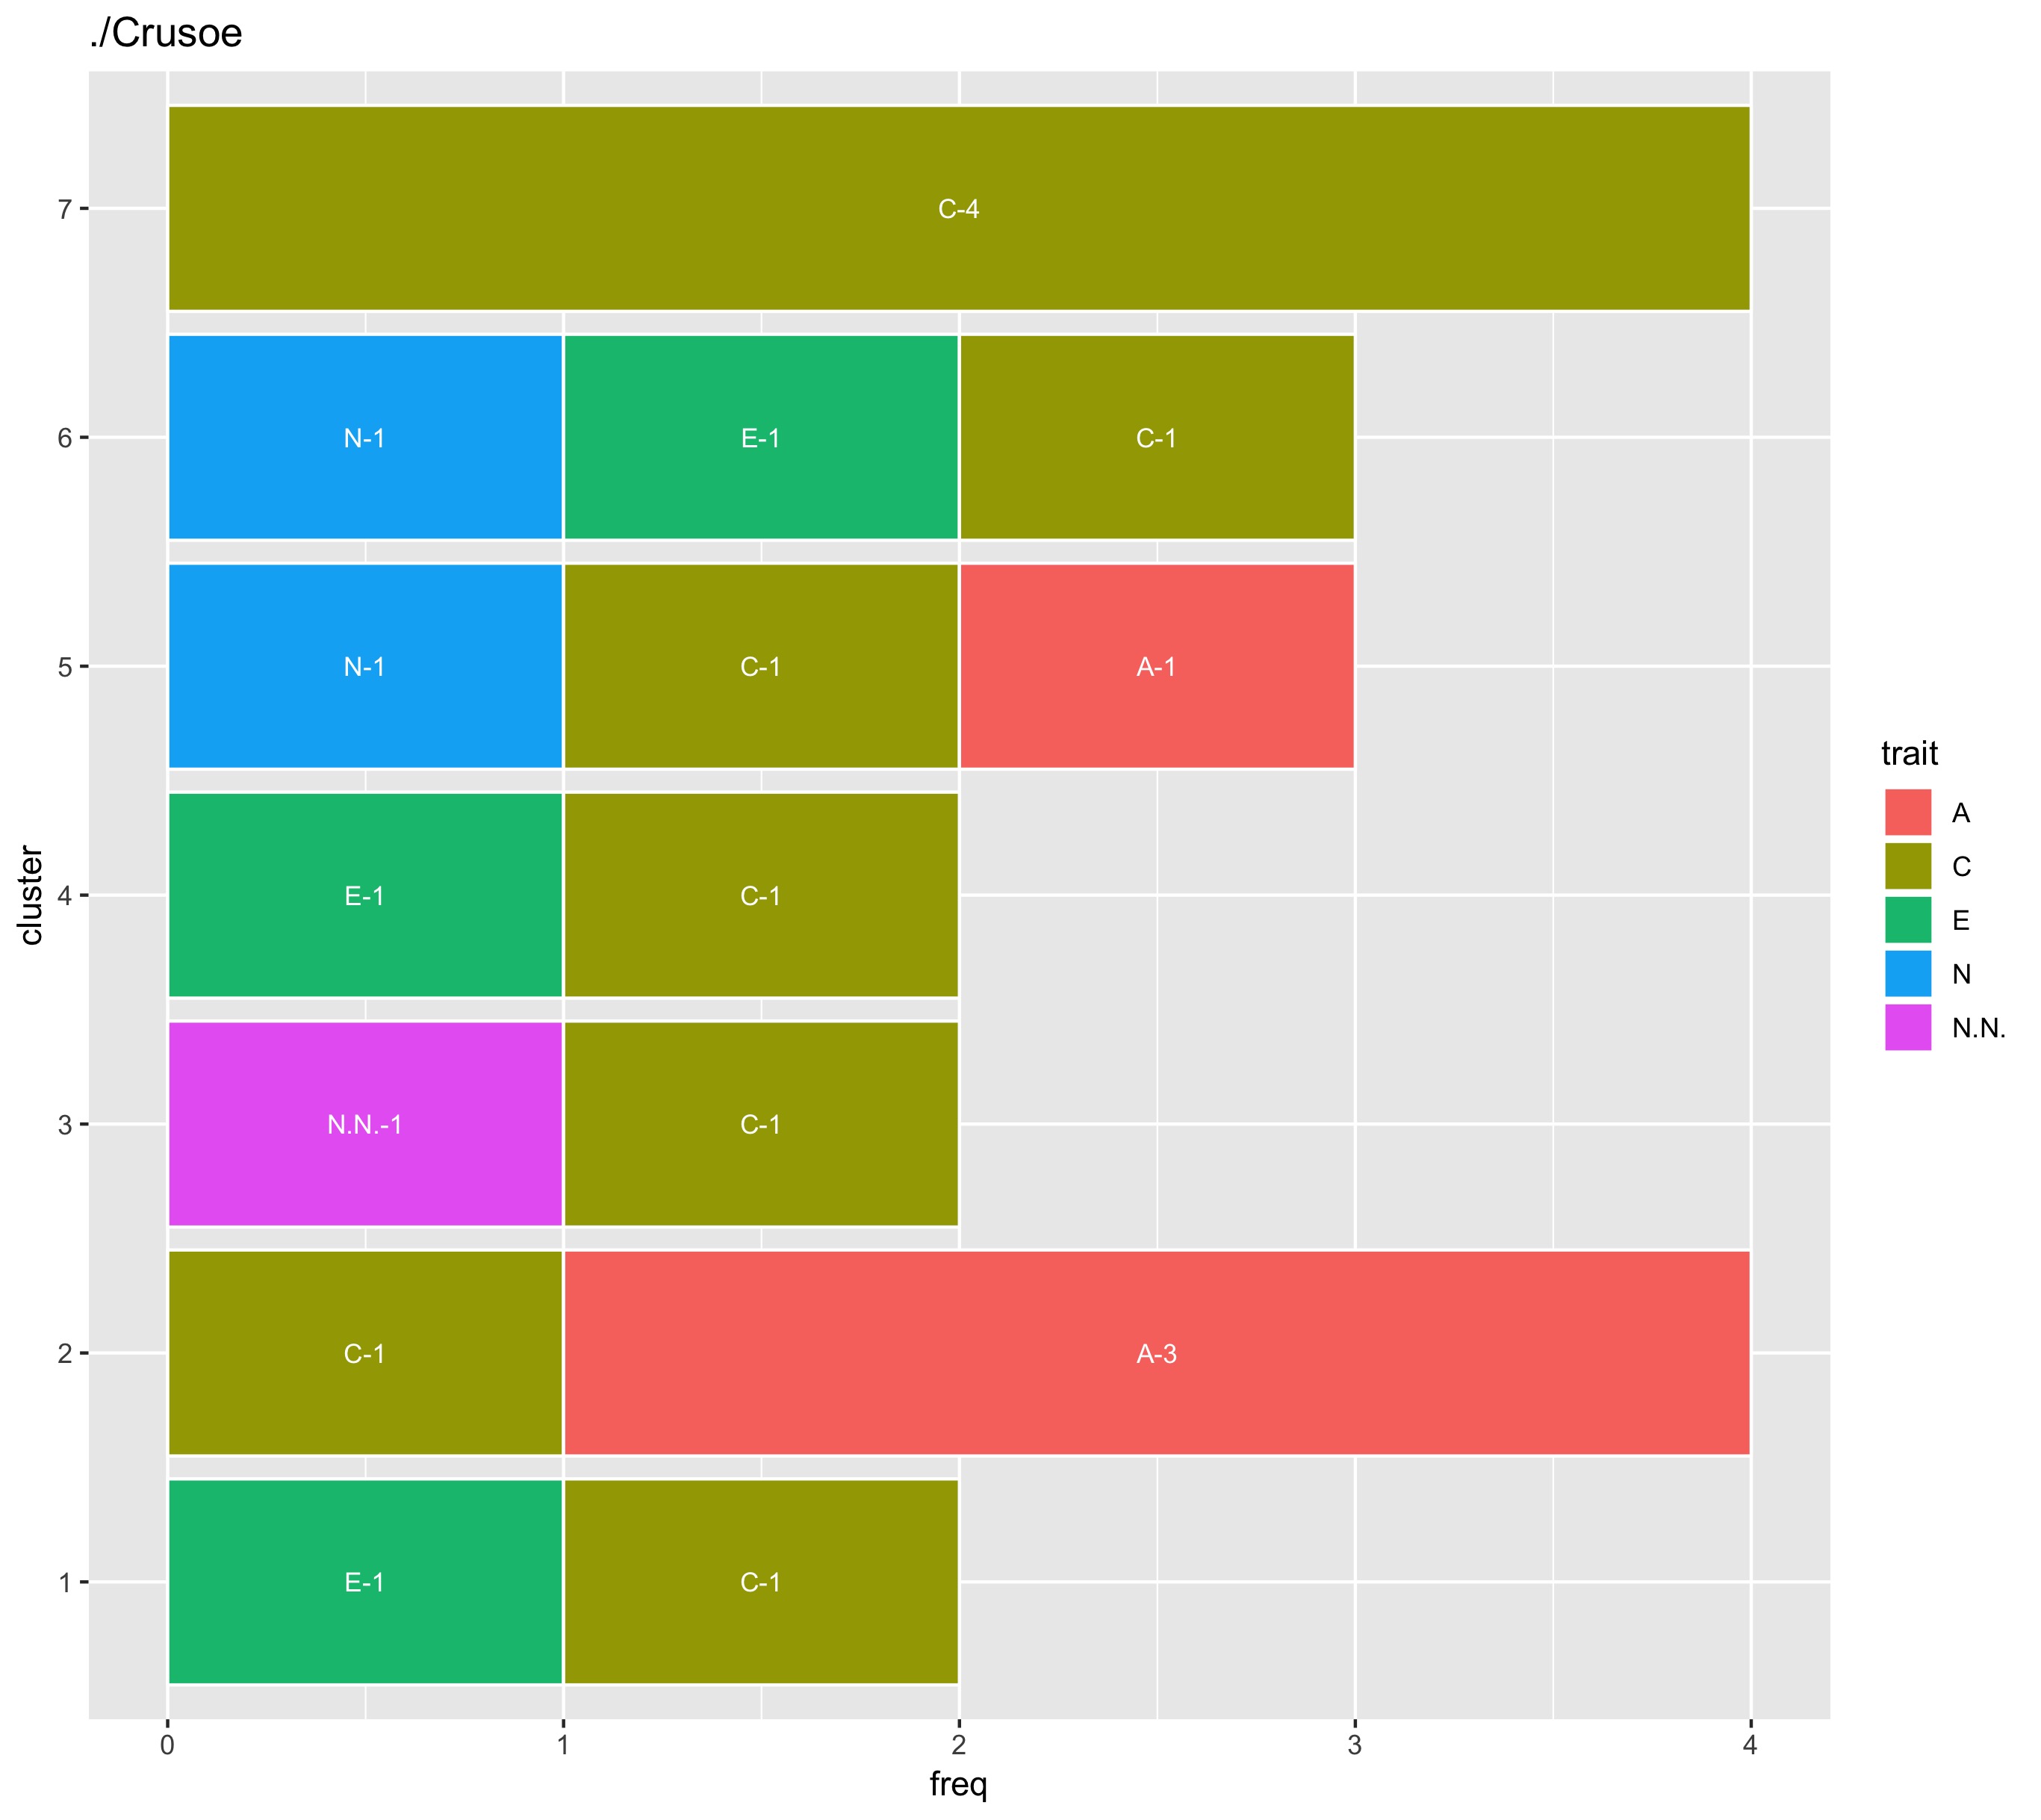 ./Crusoe
7
C-4
6
N-1 E-1 C-1
5
N-1 C-1 A-1
4
E-1 C-1
3
N.N.-1 C-1
2
C-1 A-3
1
E-1 C-1
0 1 2 3 4
freq
cluster
trait
A
C
E
N
N.N.